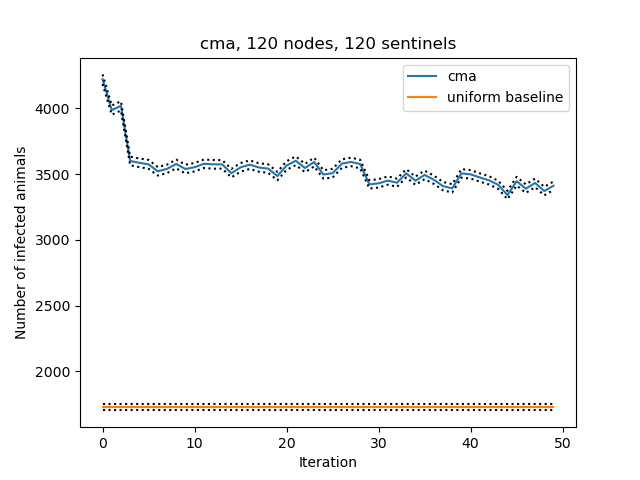 cma, 120 nodes, 120 sentinels
cma
uniform baseline
Number of infected animals
4000
3500
3000
2500
2000
0 10 20 30 40 50
Iteration